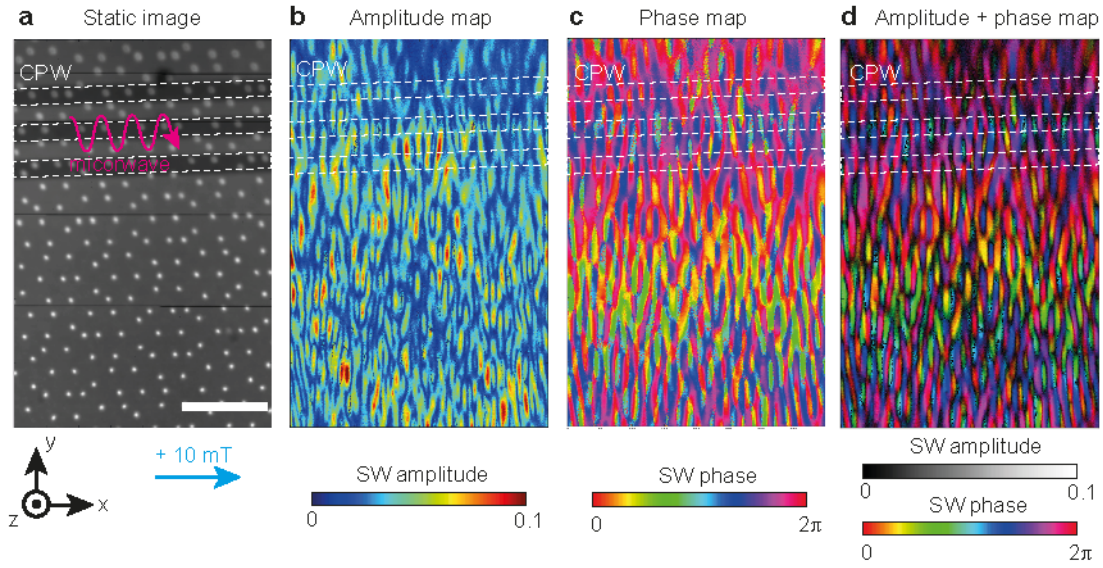 a Static image
b Amplitude map
c Phase map
d Amplitude + phase map
CPW
microwave
CPW
CPW
CPW
y
z
x
+ 10 mT
SW amplitude
0 0.1
SW phase
0 2π
SW amplitude
0 0.1
SW phase
0 2π